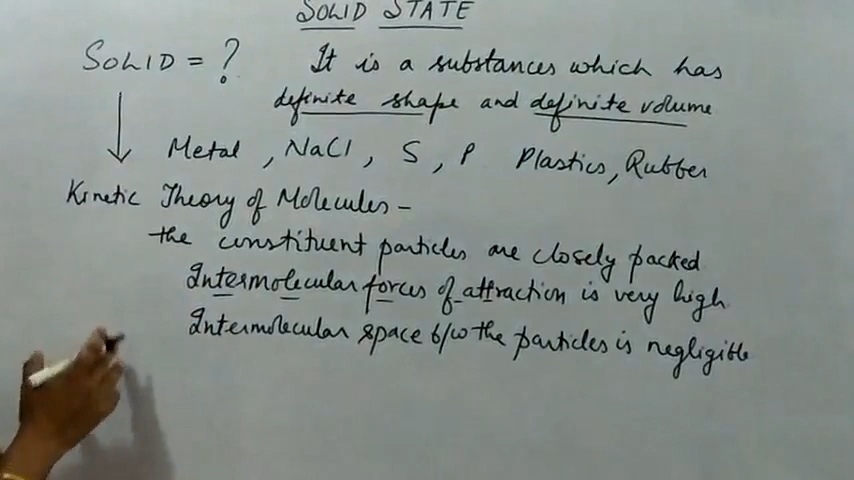 SOLID STATE
SOLID = ? It is a substances which has
definite shape and definite volume
Metal, NaCl, S, P Plastics, Rubber
Kinetic Theory of Molecules -
the constituent particles are closely packed
Intermolecular forces of attraction is very high
Intermolecular space b/w the particles is negligible